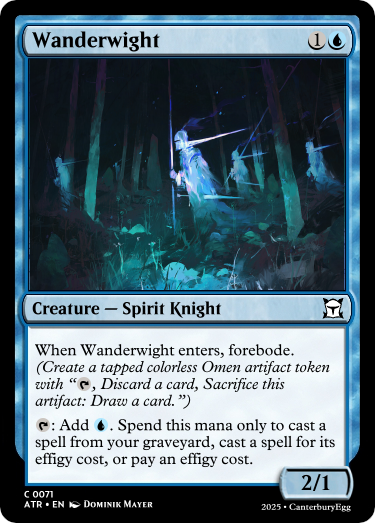 Wanderwight 1
Creature — Spirit Knight
When Wanderwight enters, forebode.
(Create a tapped colorless Omen artifact token
with “, Discard a card, Sacrifice this
artifact: Draw a card.”)
: Add . Spend this mana only to cast a
spell from your graveyard, cast a spell for its
effigy cost, or pay an effigy cost.
2/1
C 0071
ATR • EN Dominik Mayer
2025 • CanterburyEgg